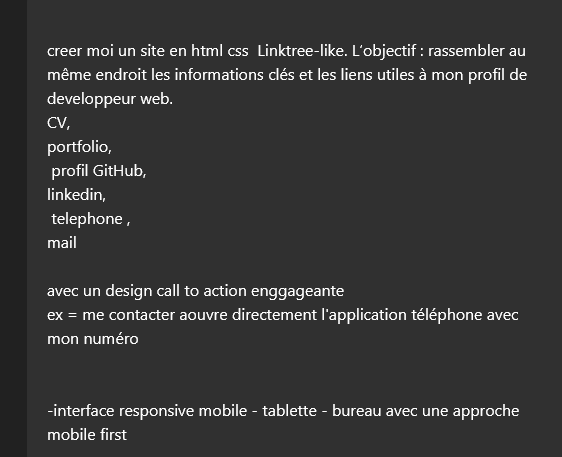 creer moi un site en html css  Linktree-like. L'objectif : rassembler au
même endroit les informations clés et les liens utiles à mon profil de
developpeur web.
CV,
portfolio,
 profil GitHub,
linkedin,
 telephone ,
mail
avec un design call to action enggageante
ex = me contacter aouvre directement l'application téléphone avec
mon numéro
-interface responsive mobile - tablette - bureau avec une approche
mobile first